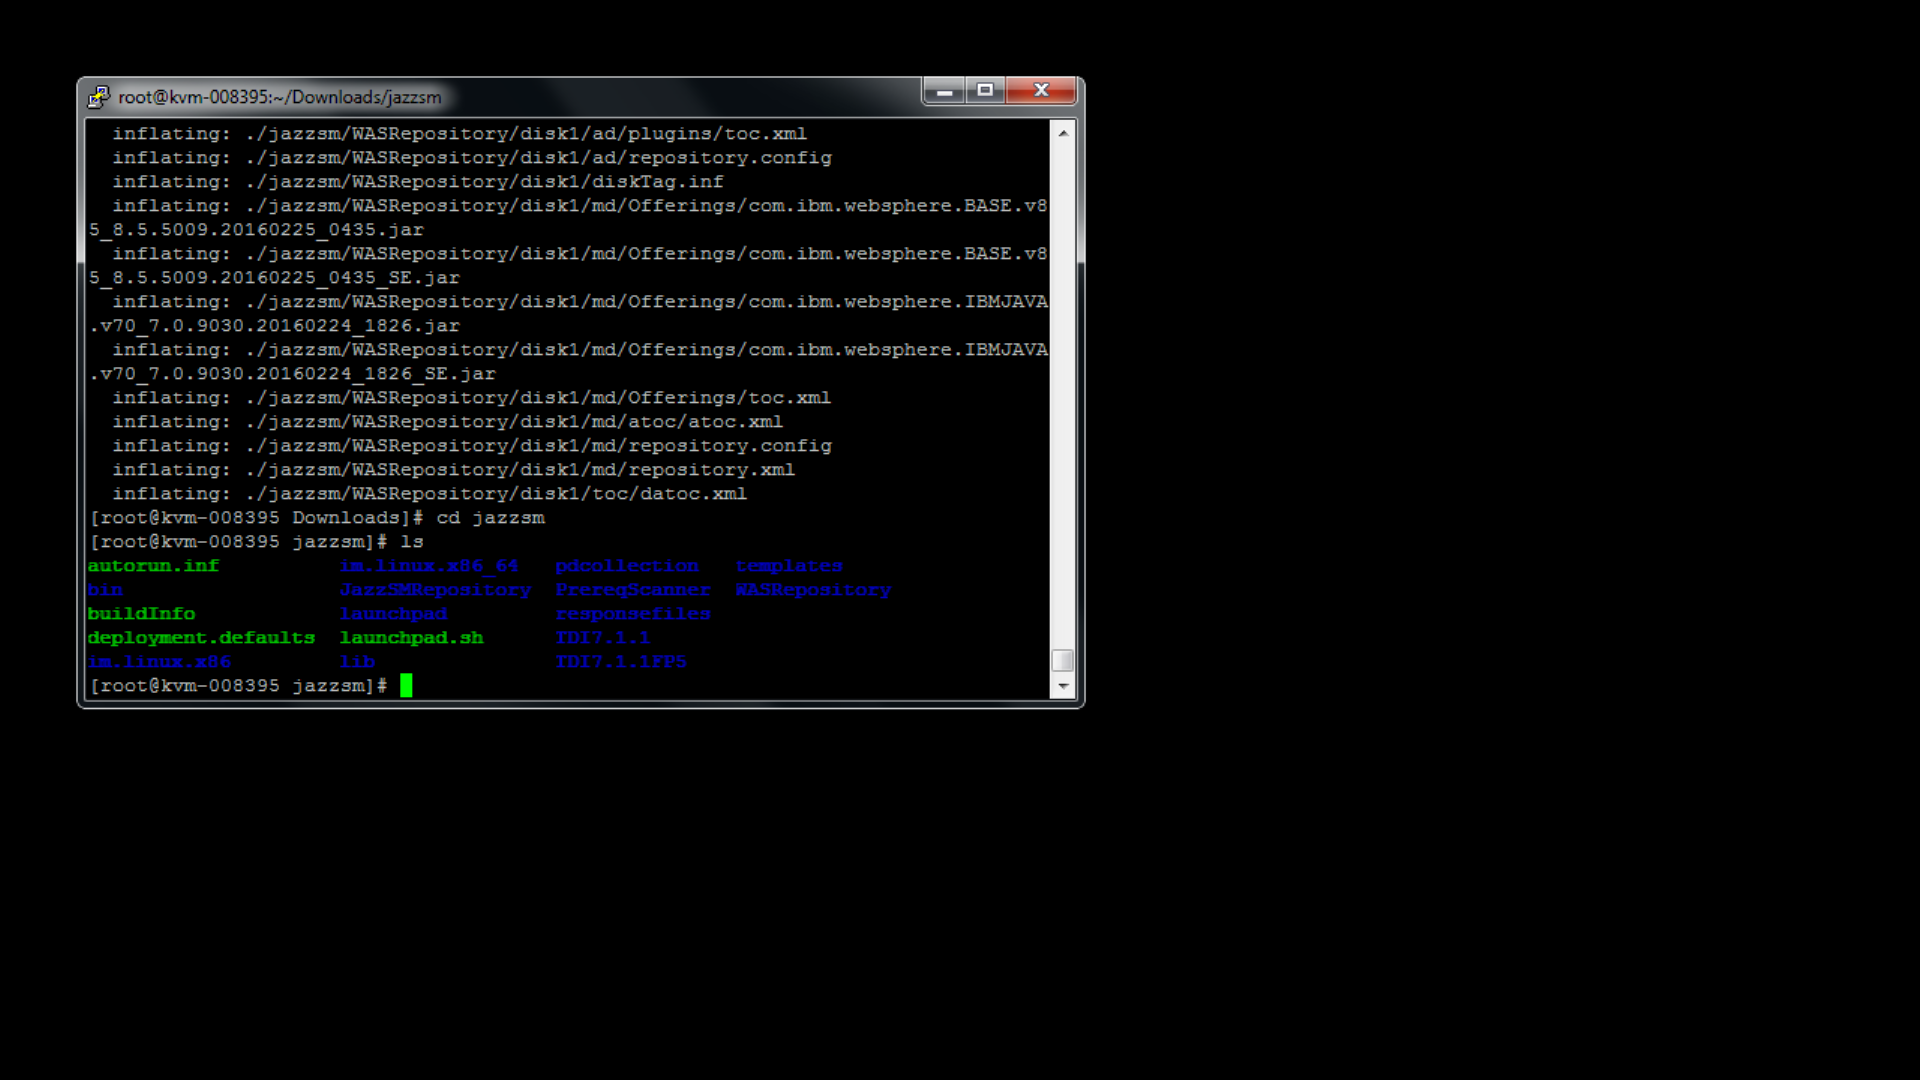 root@kvm-008395:~/Downloads/jazzsm
inflating: ./jazzsm/WASRepository/disk1/ad/plugins/toc.xml
inflating: ./jazzsm/WASRepository/disk1/ad/repository.config
inflating: ./jazzsm/WASRepository/disk1/diskTag.inf
inflating: ./jazzsm/WASRepository/disk1/md/Offerings/com.ibm.websphere.BASE.v8
5_8.5.5009.20160225_0435.jar
inflating: ./jazzsm/WASRepository/disk1/md/Offerings/com.ibm.websphere.BASE.v8
5_8.5.5009.20160225_0435_SE.jar
inflating: ./jazzsm/WASRepository/disk1/md/Offerings/com.ibm.websphere.IBMJAVA
.v70_7.0.9030.20160224_1826.jar
inflating: ./jazzsm/WASRepository/disk1/md/Offerings/com.ibm.websphere.IBMJAVA
.v70_7.0.9030.20160224_1826_SE.jar
inflating: ./jazzsm/WASRepository/disk1/md/Offerings/toc.xml
inflating: ./jazzsm/WASRepository/disk1/md/atoc/atoc.xml
inflating: ./jazzsm/WASRepository/disk1/md/repository.config
inflating: ./jazzsm/WASRepository/disk1/md/repository.xml
inflating: ./jazzsm/WASRepository/disk1/toc/datoc.xml
[root@kvm-008395 Downloads]# cd jazzsm
[root@kvm-008395 jazzsm]# ls
autorun.inf im.linux.x86_64 pdcollection templates
bin JazzSMRepository PrereqScanner WASRepository
buildInfo launchpad responsefiles
deployment.defaults launchpad.sh TDI7.1.1
im.linux.x86 lib TDI7.1.1FP5
[root@kvm-008395 jazzsm]#